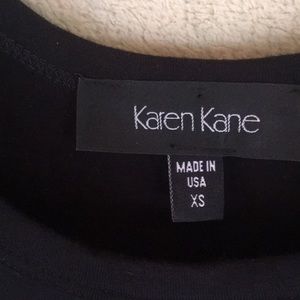 Karen Kane
MADE IN
USA
XS